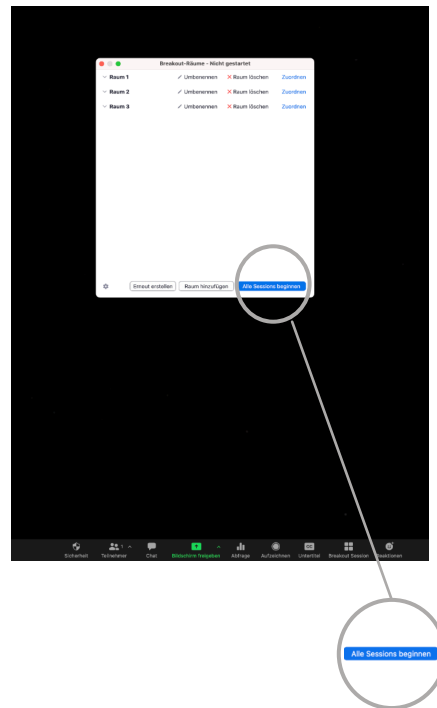 Breakout-Räume - Nicht gestartet
Raum 1 Umbenennen Raum löschen Zuordnen
Raum 2 Umbenennen Raum löschen Zuordnen
Raum 3 Umbenennen Raum löschen Zuordnen
Erneut erstellen Raum hinzufügen Alle Sessions beginnen
1
Sicherheit Teilnehmer Chat Bildschirm freigeben Abfrage Aufzeichnen Untertitel Breakout Session Reaktionen
Alle Sessions beginnen